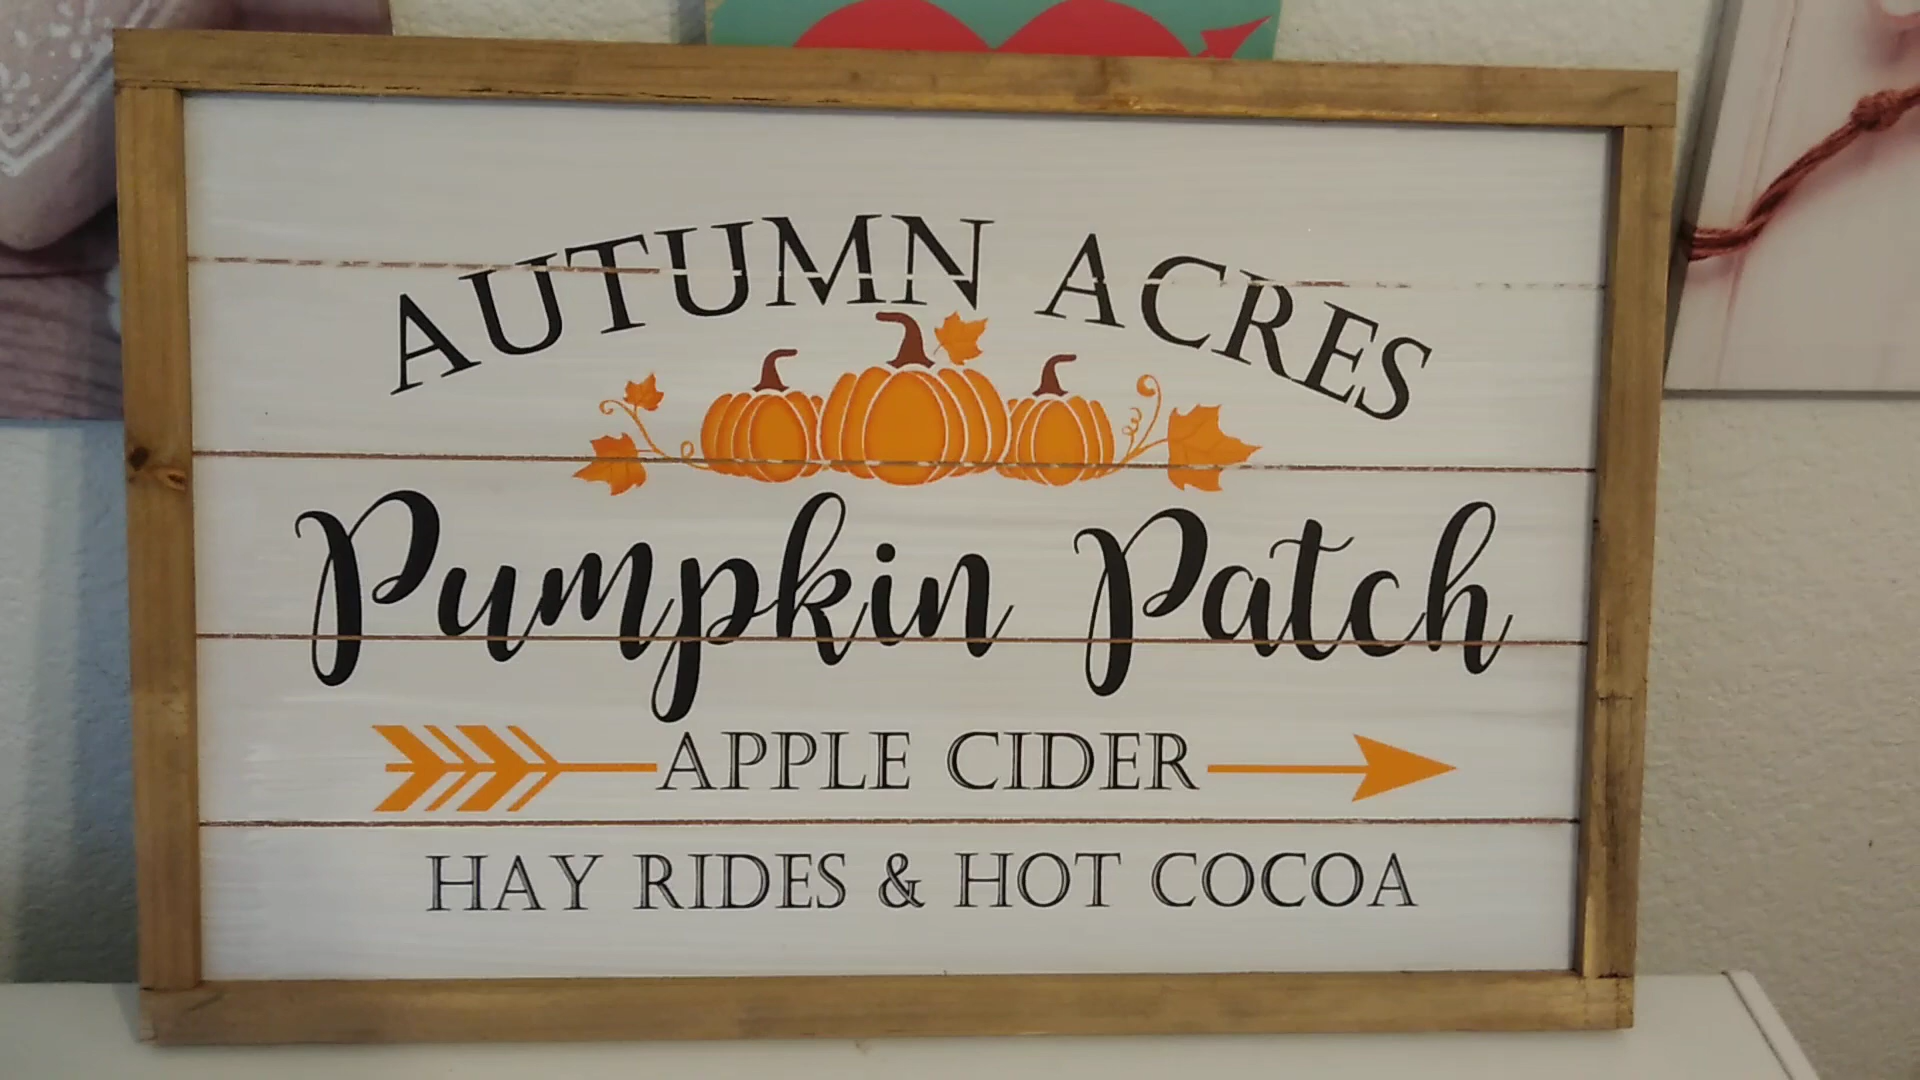 AUTUMN ACRES
Pumpkin Patch
APPLE CIDER
HAY RIDES & HOT COCOA